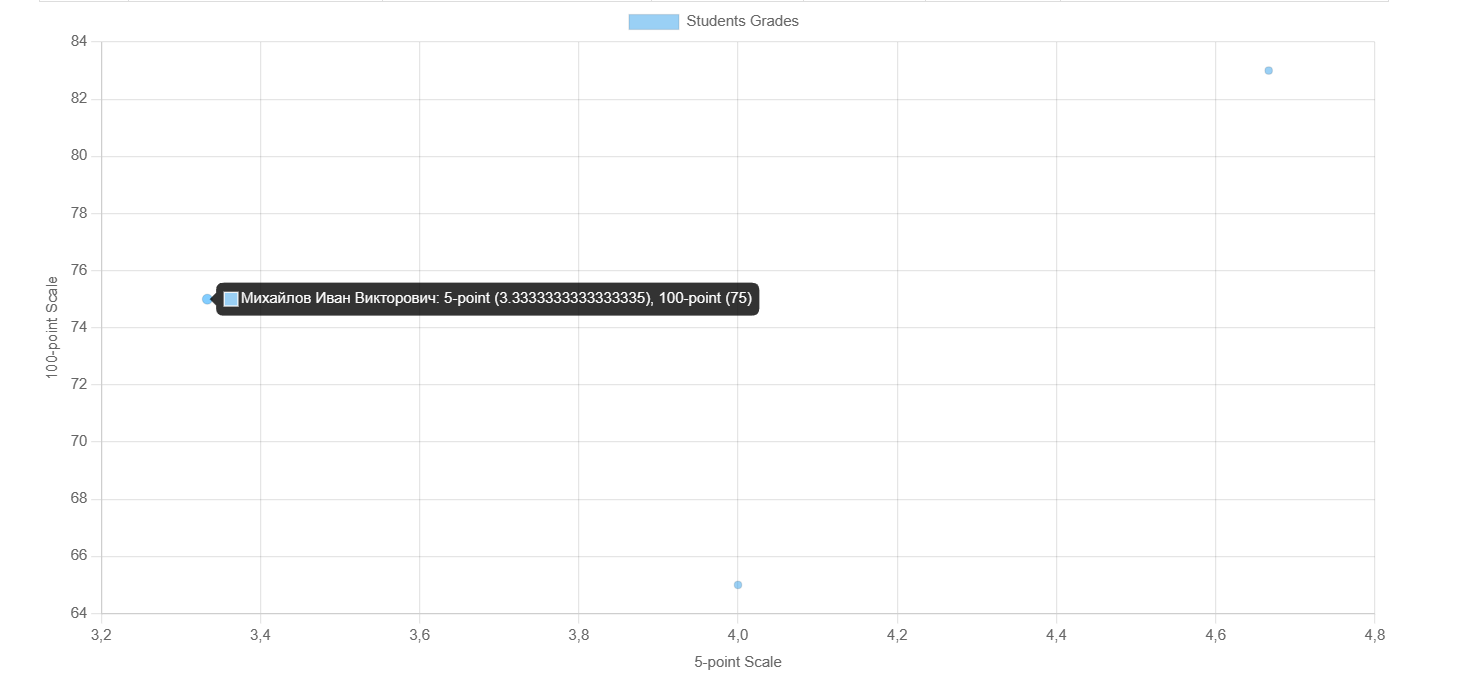 Students Grades
84
82
80
78
76
74
72
70
68
66
64
100-point Scale
Михайлов Иван Викторович: 5-point (3.3333333333333335), 100-point (75)
3,2 3,4 3,6 3,8 4,0 4,2 4,4 4,6 4,8
5-point Scale